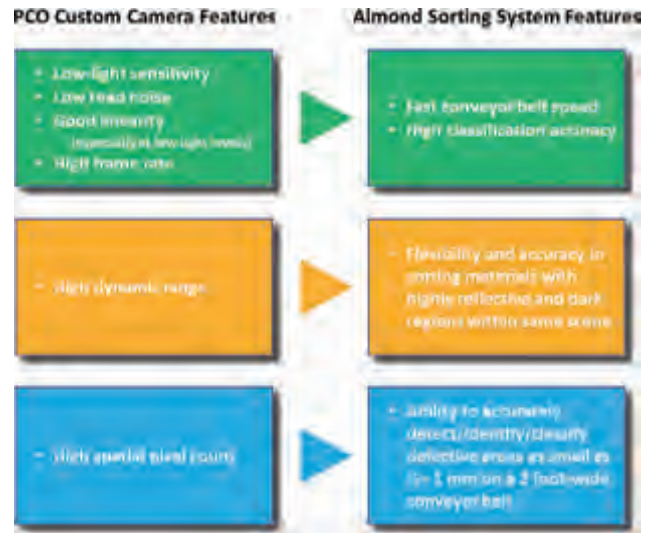 PCO Custom Camera Features
Almond Sorting System Features
• Low-light sensitivity
• Low read noise
• Good linearity
(especially at low light levels)
• High frame rate
• Fast conveyor belt speed
• High classification accuracy
• High dynamic range
• Flexibility and accuracy in
sorting materials with
highly reflective and dark
regions within same scene
• High spatial pixel count
• Ability to accurately
detect/identify/classify
defective areas as small as
1 mm on a 2 foot-wide
conveyor belt